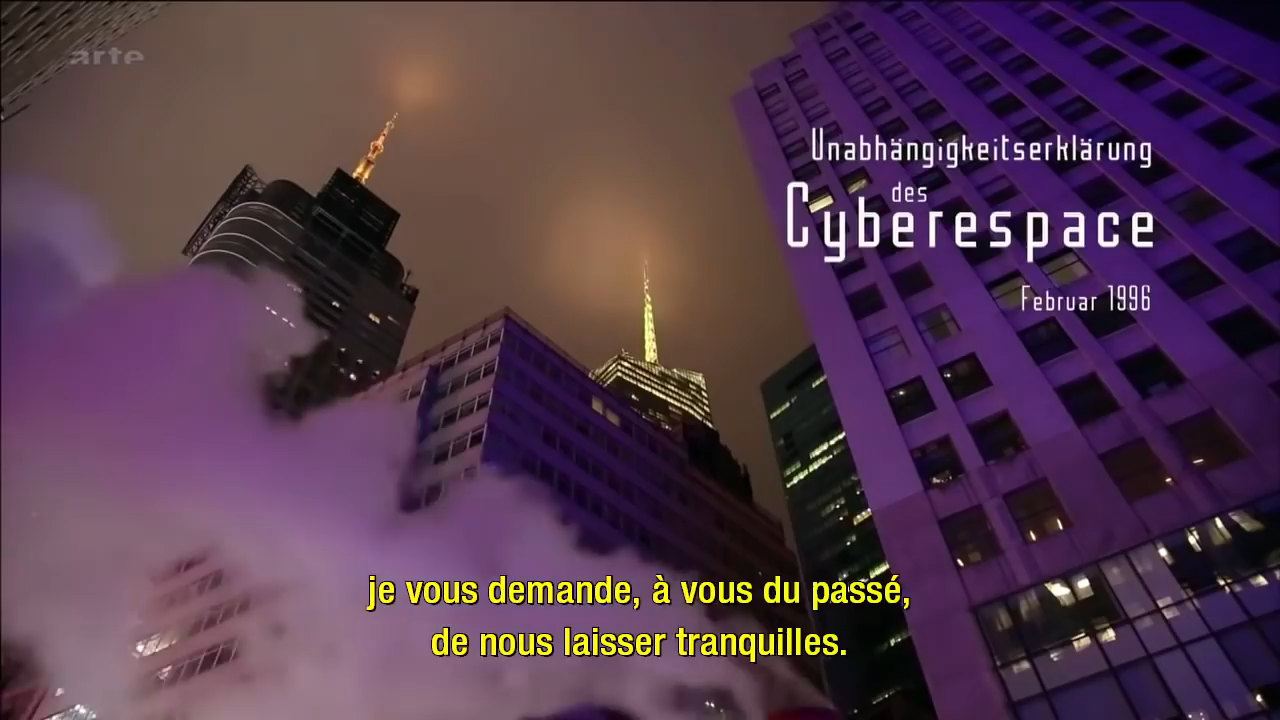 arte
Unabhängigkeitserklärung
des
Cyberespace
Februar 1996
je vous demande, à vous du passé,
de nous laisser tranquilles.